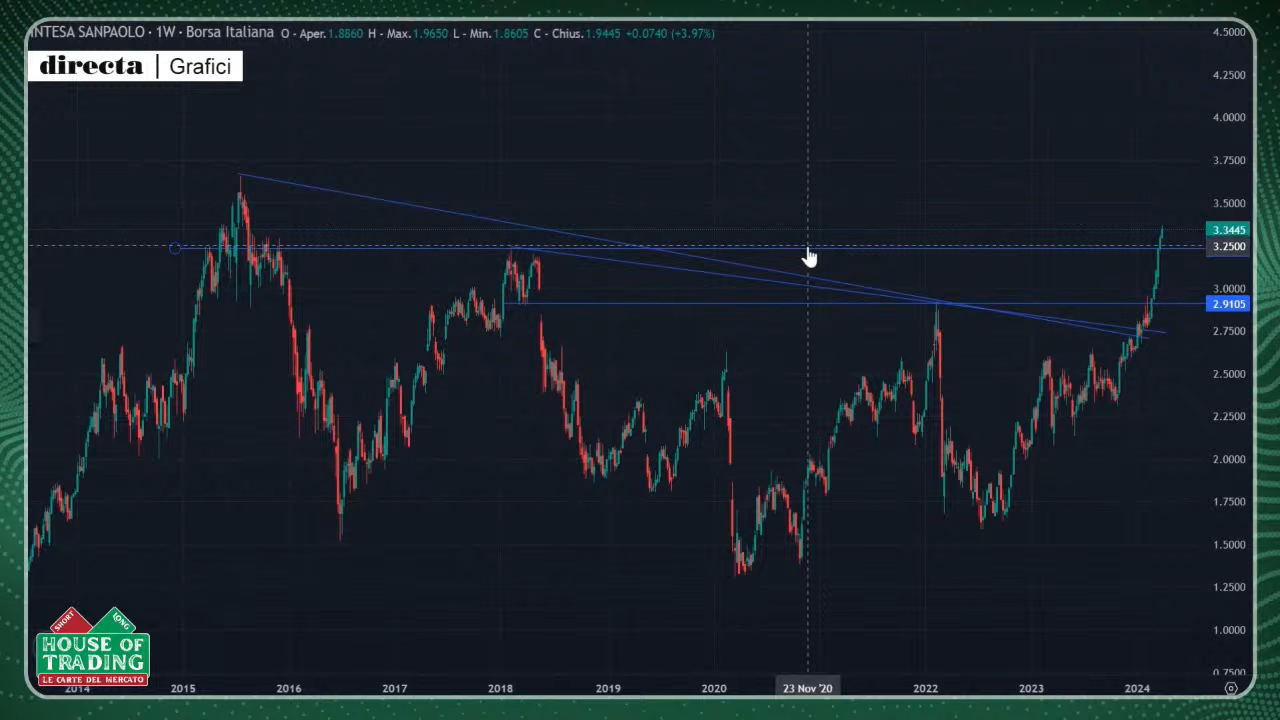 INTESA SANPAOLO · 1W · Borsa Italiana O - Aper. 1.8860 H - Max. 1.9650 L - Min. 1.8605 C - Chius. 1.9445 +0.0740 (+3.97%)
directa | Grafici
4.5000
4.2500
4.0000
3.7500
3.5000
3.3445
3.2500
3.0000
2.9105
2.7500
2.5000
2.2500
2.0000
1.7500
1.5000
1.2500
1.0000
0.7500
SHORT LONG
HOUSE OF
TRADING
LE CARTE DEL MERCATO
2014 2015 2016 2017 2018 2019 2020 23 Nov '20 2022 2023 2024